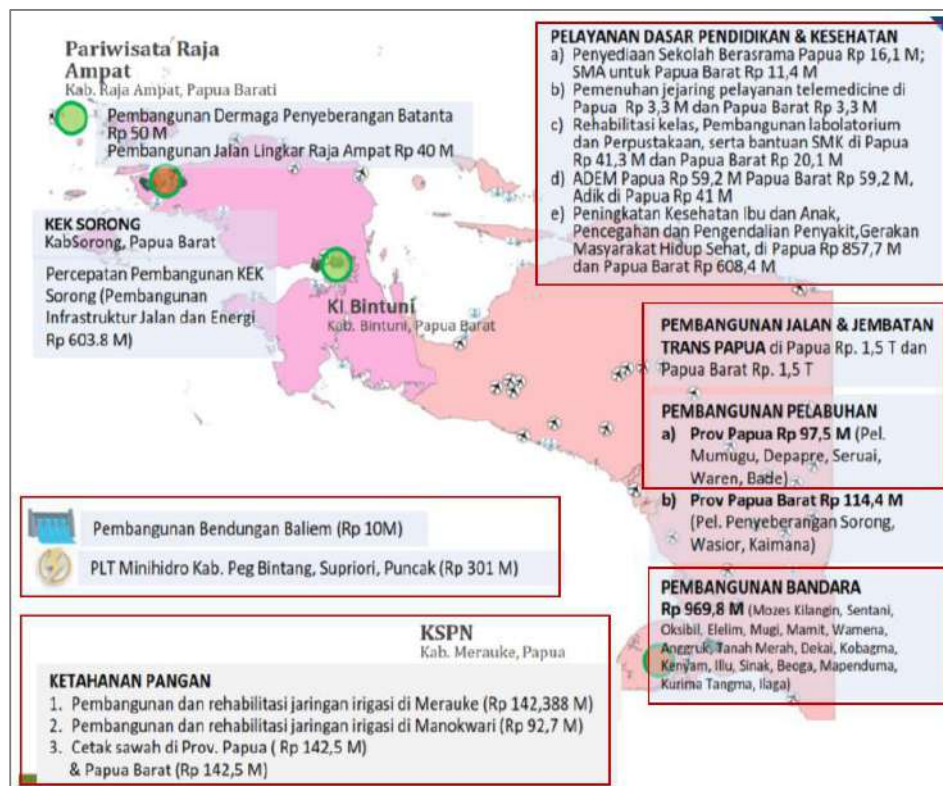 Pariwisata Raja
Ampat
Kab. Raja Ampat, Papua Barati
Pembangunan Dermaga Penyeberangan Batanta
Rp 50 M
Pembangunan Jalan Lingkar Raja Ampat Rp 40 M
KEK SORONG
KabSorong, Papua Barat
Percepatan Pembangunan KEK
Sorong (Pembangunan
Infrastruktur Jalan dan Energi
Rp 603.8 M)
KI Bintuni
Kab. Bintuni, Papua Barat
PELAYANAN DASAR PENDIDIKAN & KESEHATAN
a) Penyediaan Sekolah Berasrama Papua Rp 16,1 M;
SMA untuk Papua Barat Rp 11,4 M
b) Pemenuhan jejaring pelayanan telemedicine di
Papua Rp 3,3 M dan Papua Barat Rp 3,3 M
c) Rehabilitasi kelas, Pembangunan labolatorium
dan Perpustakaan, serta bantuan SMK di Papua
Rp 41,3 M dan Papua Barat Rp 20,1 M
d) ADEM Papua Rp 59,2 M Papua Barat Rp 59,2 M,
Adik di Papua Rp 41 M
e) Peningkatan Kesehatan Ibu dan Anak,
Pencegahan dan Pengendalian Penyakit,Gerakan
Masyarakat Hidup Sehat, di Papua Rp 857,7 M
dan Papua Barat Rp 608,4 M
PEMBANGUNAN JALAN & JEMBATAN
TRANS PAPUA di Papua Rp. 1,5 T dan
Papua Barat Rp. 1,5 T
PEMBANGUNAN PELABUHAN
a) Prov Papua Rp 97,5 M (Pel.
Mumugu, Depapre, Seruai,
Waren, Bade)
b) Prov Papua Barat Rp 114,4 M
(Pel. Penyeberangan Sorong,
Wasior, Kaimana)
PEMBANGUNAN BANDARA
Rp 969,8 M (Mozes Kilangin, Sentani,
Oksibil, Elelim, Mugi, Mamit, Wamena,
Anggruk, Tanah Merah, Dekai, Kobagma,
Kenyam, Illu, Sinak, Beoga, Mapenduma,
Kurima Tangma, Ilaga)
Pembangunan Bendungan Baliem (Rp 10M)
PLT Minihidro Kab. Peg Bintang, Supriori, Puncak (Rp 301 M)
KSPN
Kab. Merauke, Papua
KETAHANAN PANGAN
1. Pembangunan dan rehabilitasi jaringan irigasi di Merauke (Rp 142,388 M)
2. Pembangunan dan rehabilitasi jaringan irigasi di Manokwari (Rp 92,7 M)
3. Cetak sawah di Prov. Papua ( Rp 142,5 M)
& Papua Barat (Rp 142,5 M)